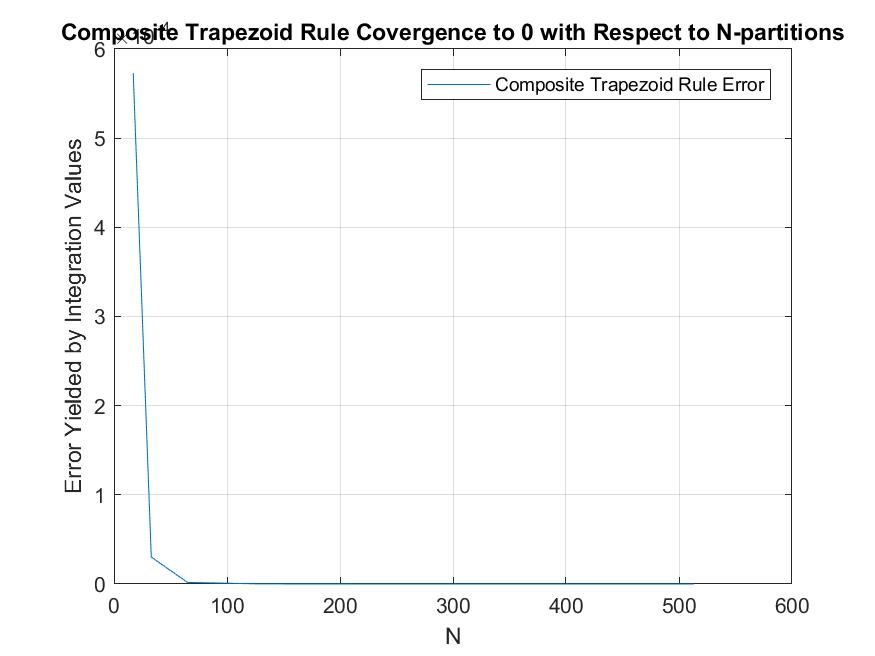 Composite Trapezoid Rule Covergence to 0 with Respect to N-partitions
Composite Trapezoid Rule Error
Error Yielded by Integration Values
6
5
4
3
2
1
0
0 100 200 300 400 500 600
N